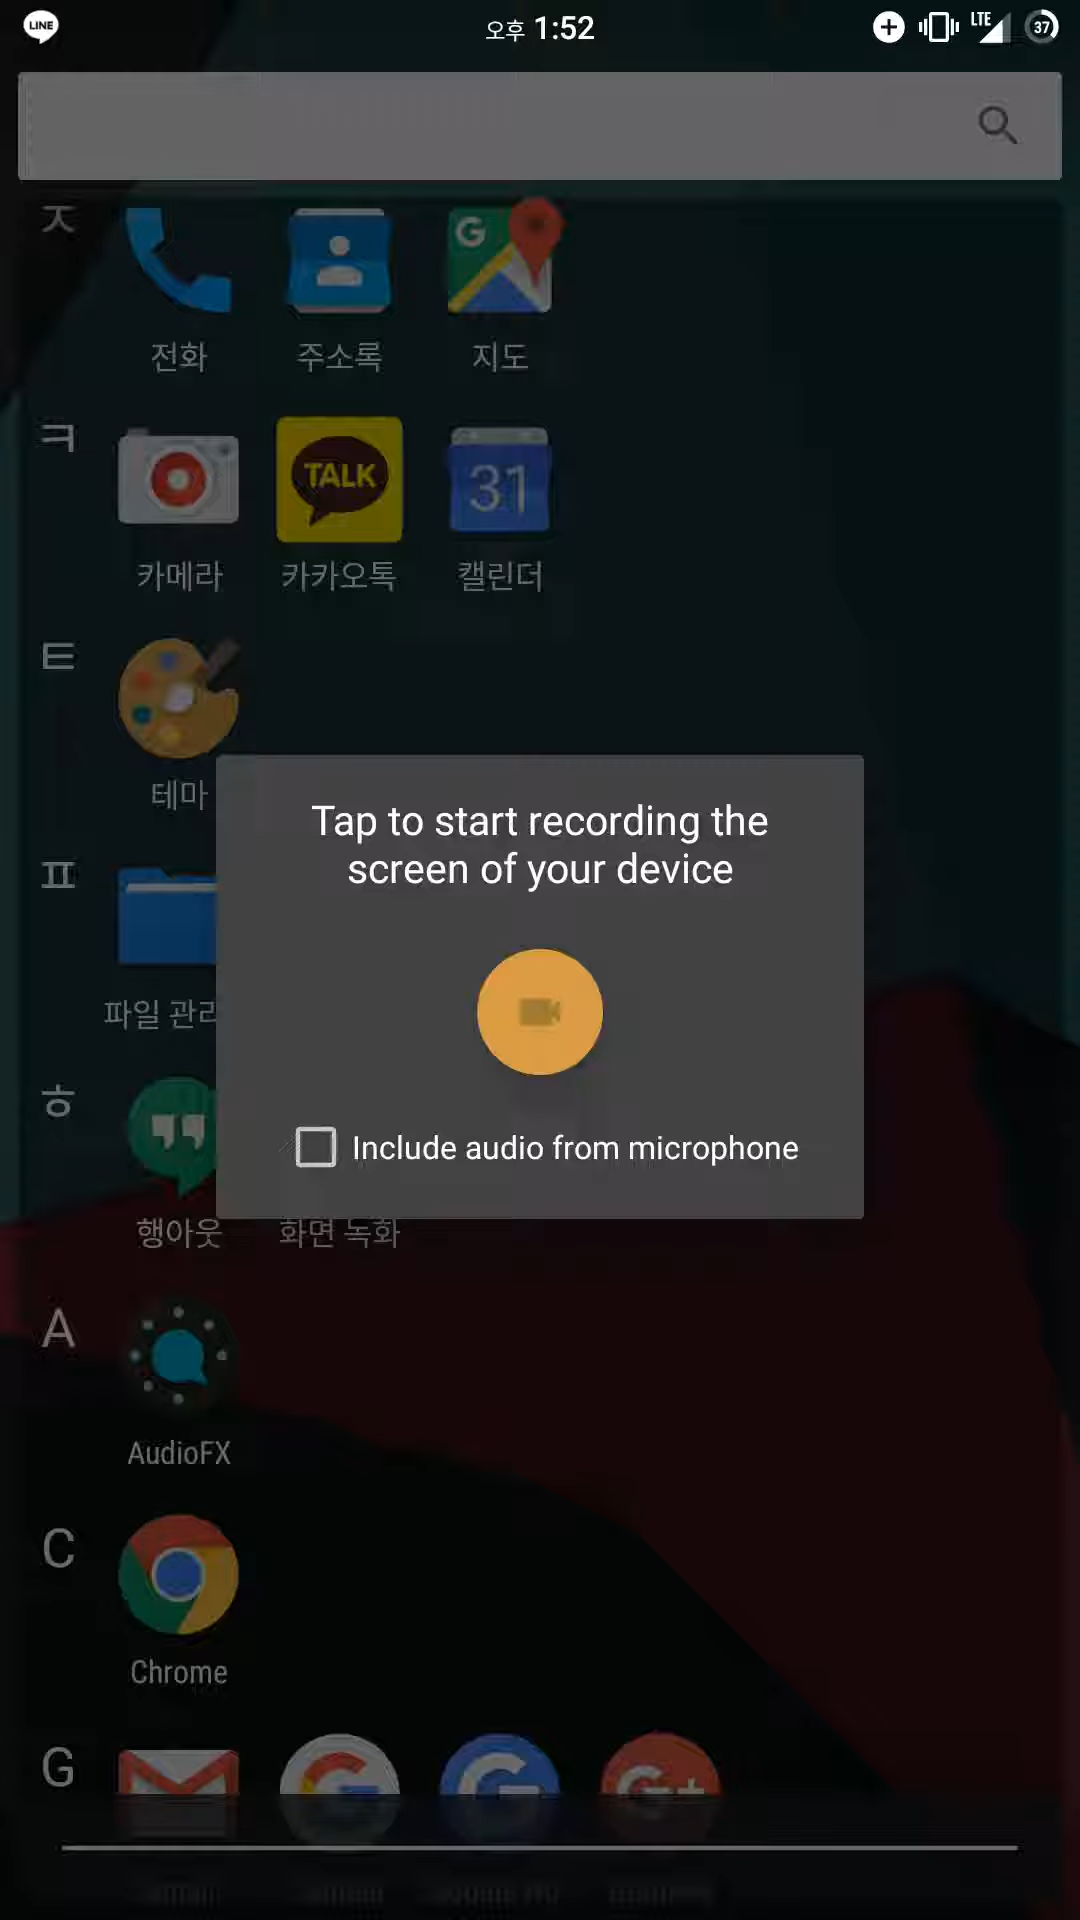 LINE
오후 1:52
LTE
37
ㅈ
G
전화
주소록
지도
ㅋ
TALK
31
카메라
카카오톡
캘린더
ㅌ
테마
Tap to start recording the
screen of your device
ㅍ
파일 관리
Include audio from microphone
ㅎ
행아웃
화면 녹화
A
AudioFX
C
Chrome
G
G
G
G+